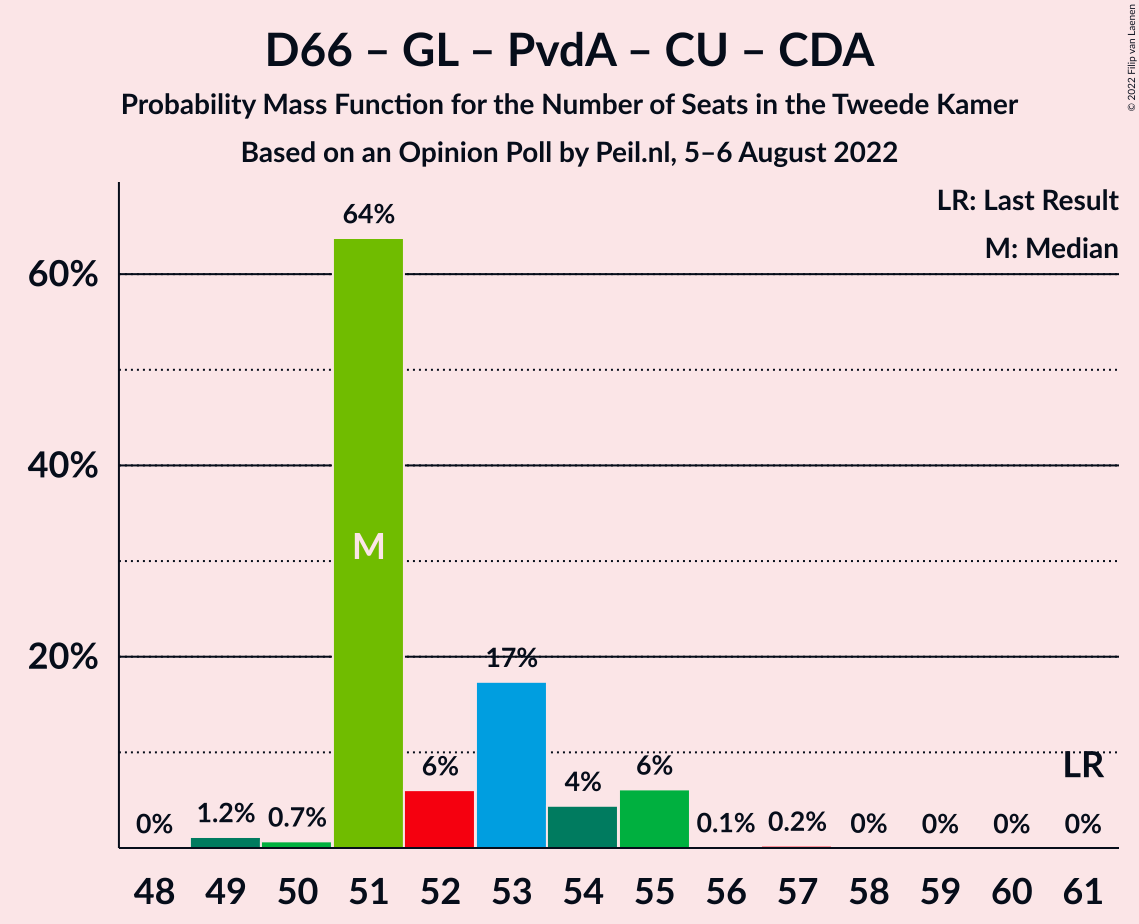 D66 – GL – PvdA – CU – CDA
Probability Mass Function for the Number of Seats in the Tweede Kamer
Based on an Opinion Poll by Peil.nl, 5–6 August 2022
© 2022 Filip van Laenen
LR: Last Result
M: Median
60%
40%
20%
0%
1.2%
0.7%
64%
M
6%
17%
4%
6%
0.1%
0.2%
0%
0%
0%
LR
0%
48 49 50 51 52 53 54 55 56 57 58 59 60 61